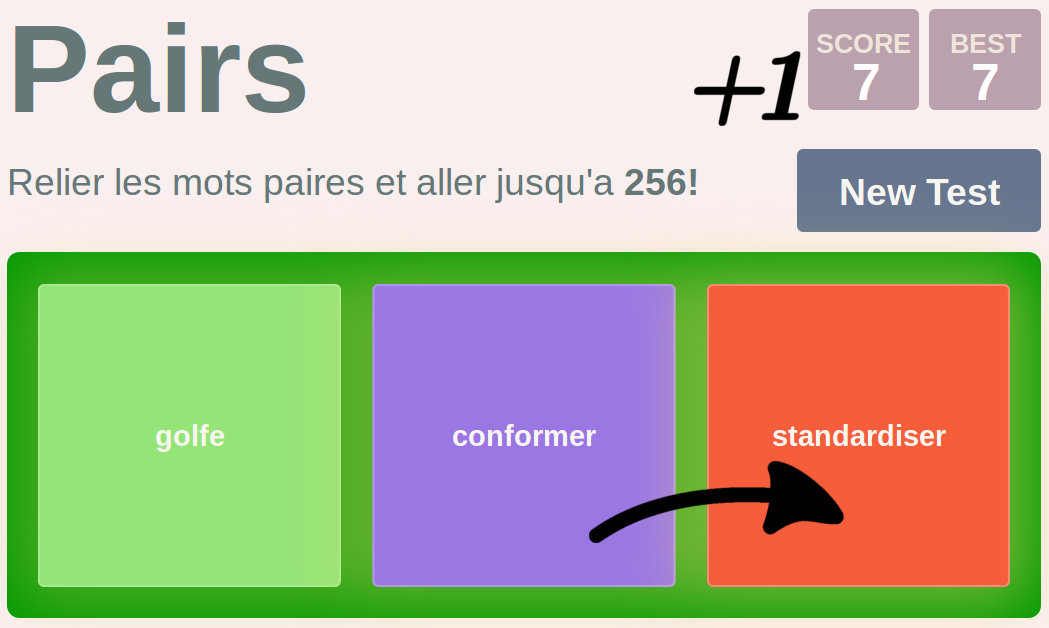 Pairs
+1
SCORE
7
BEST
7
Relier les mots paires et aller jusqu'a 256!
New Test
golfe
conformer
standardiser